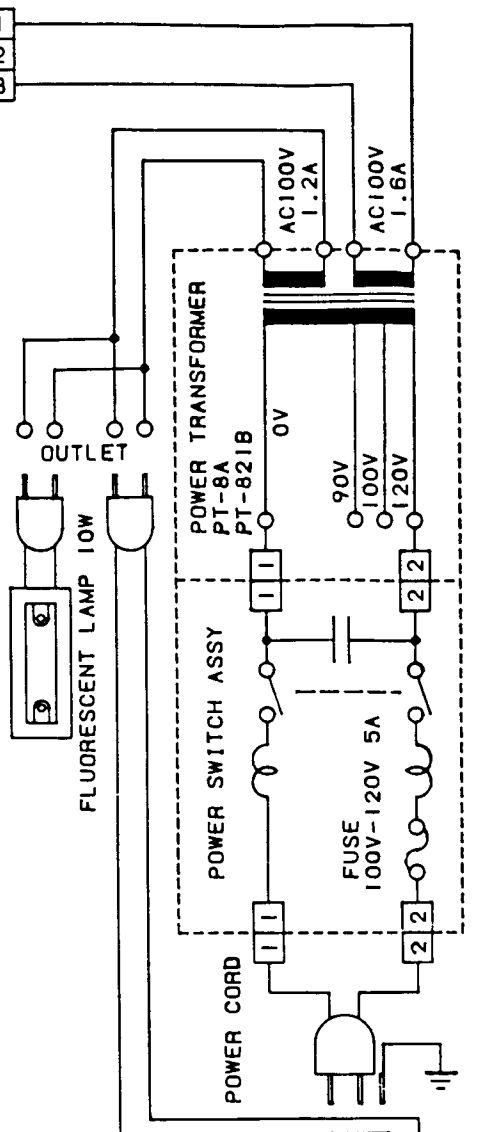 1
2
3
AC100V
1.2A
AC100V
1.6A
POWER TRANSFORMER
PT-8A
PT-821B
0V
90V
100V
120V
OUTLET
1 1
2 2
FLUORESCENT LAMP 10W
POWER SWITCH ASSY
FUSE
100V-120V 5A
1 1
2 2
POWER CORD